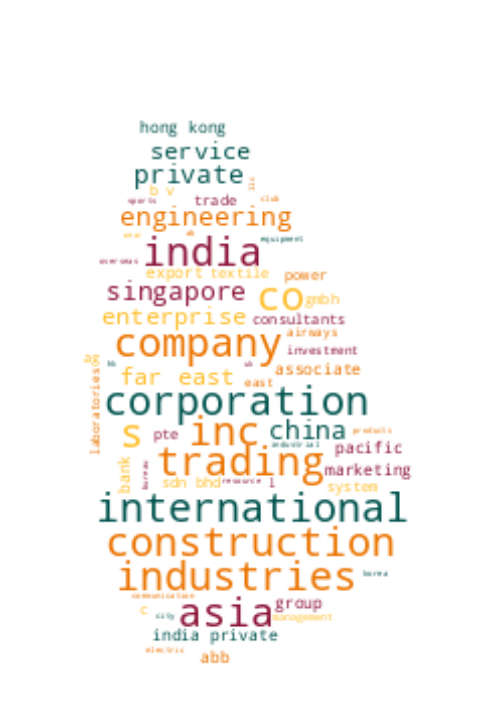 hong kong
service
private
b v
sports trade club
engineering
equipment
india
overseas
export textile power
singapore co gmbh
enterprise consultants
airways
company investment
far east associate
east
laboratories
corporation
s pte inc china products
industrial
pacific
trading marketing
bank bureau sdn bhd resource l
system
international
construction
industries korea
communication
c city asia group
management
india private
electric
abb